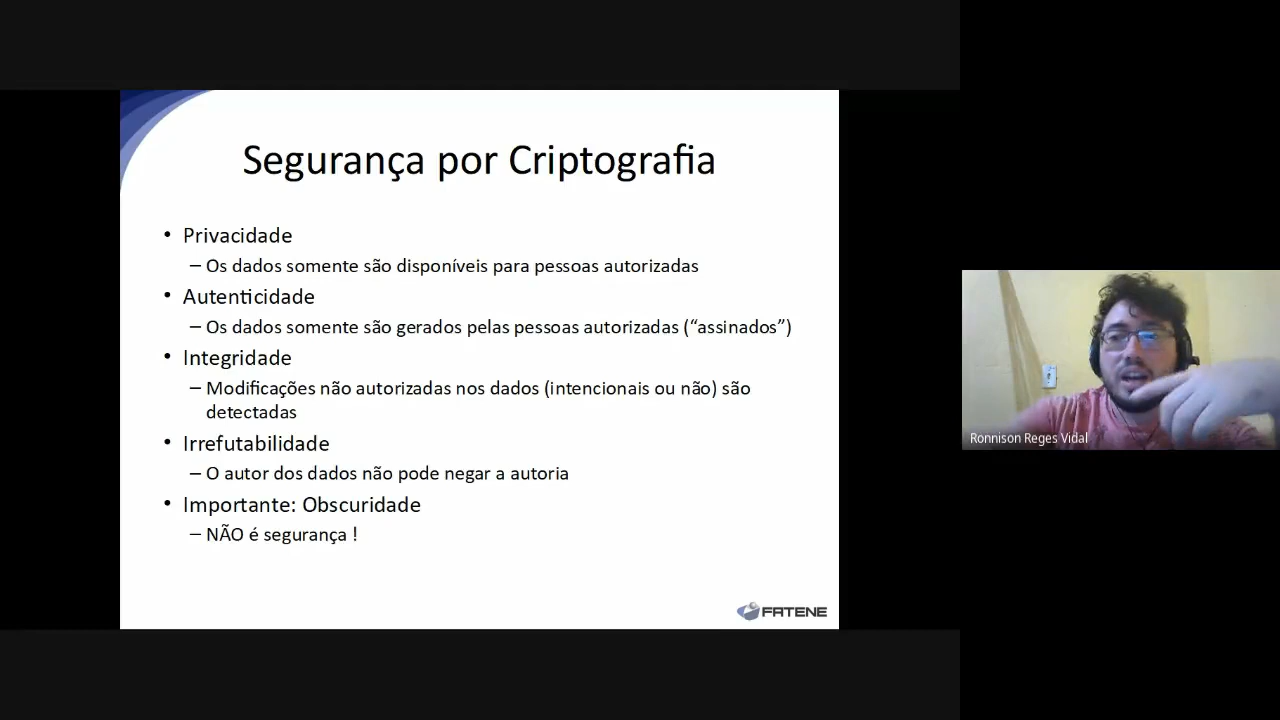 Segurança por Criptografia
• Privacidade
– Os dados somente são disponíveis para pessoas autorizadas
• Autenticidade
– Os dados somente são gerados pelas pessoas autorizadas (“assinados”)
• Integridade
– Modificações não autorizadas nos dados (intencionais ou não) são
detectadas
• Irrefutabilidade
– O autor dos dados não pode negar a autoria
• Importante: Obscuridade
– NÃO é segurança !
FATENE
Ronnison Reges Vidal